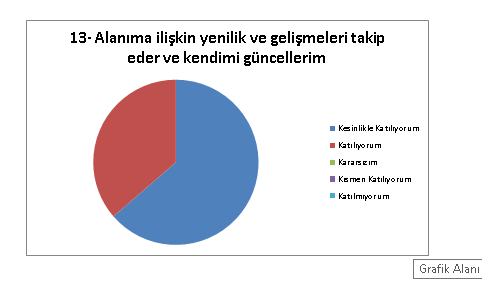 13- Alanıma ilişkin yenilik ve gelişmeleri takip
eder ve kendimi güncellerim
Kesinlikle Katılıyorum
Katılıyorum
Kararsızım
Kısmen Katılıyorum
Katılmıyorum
Grafik Alanı